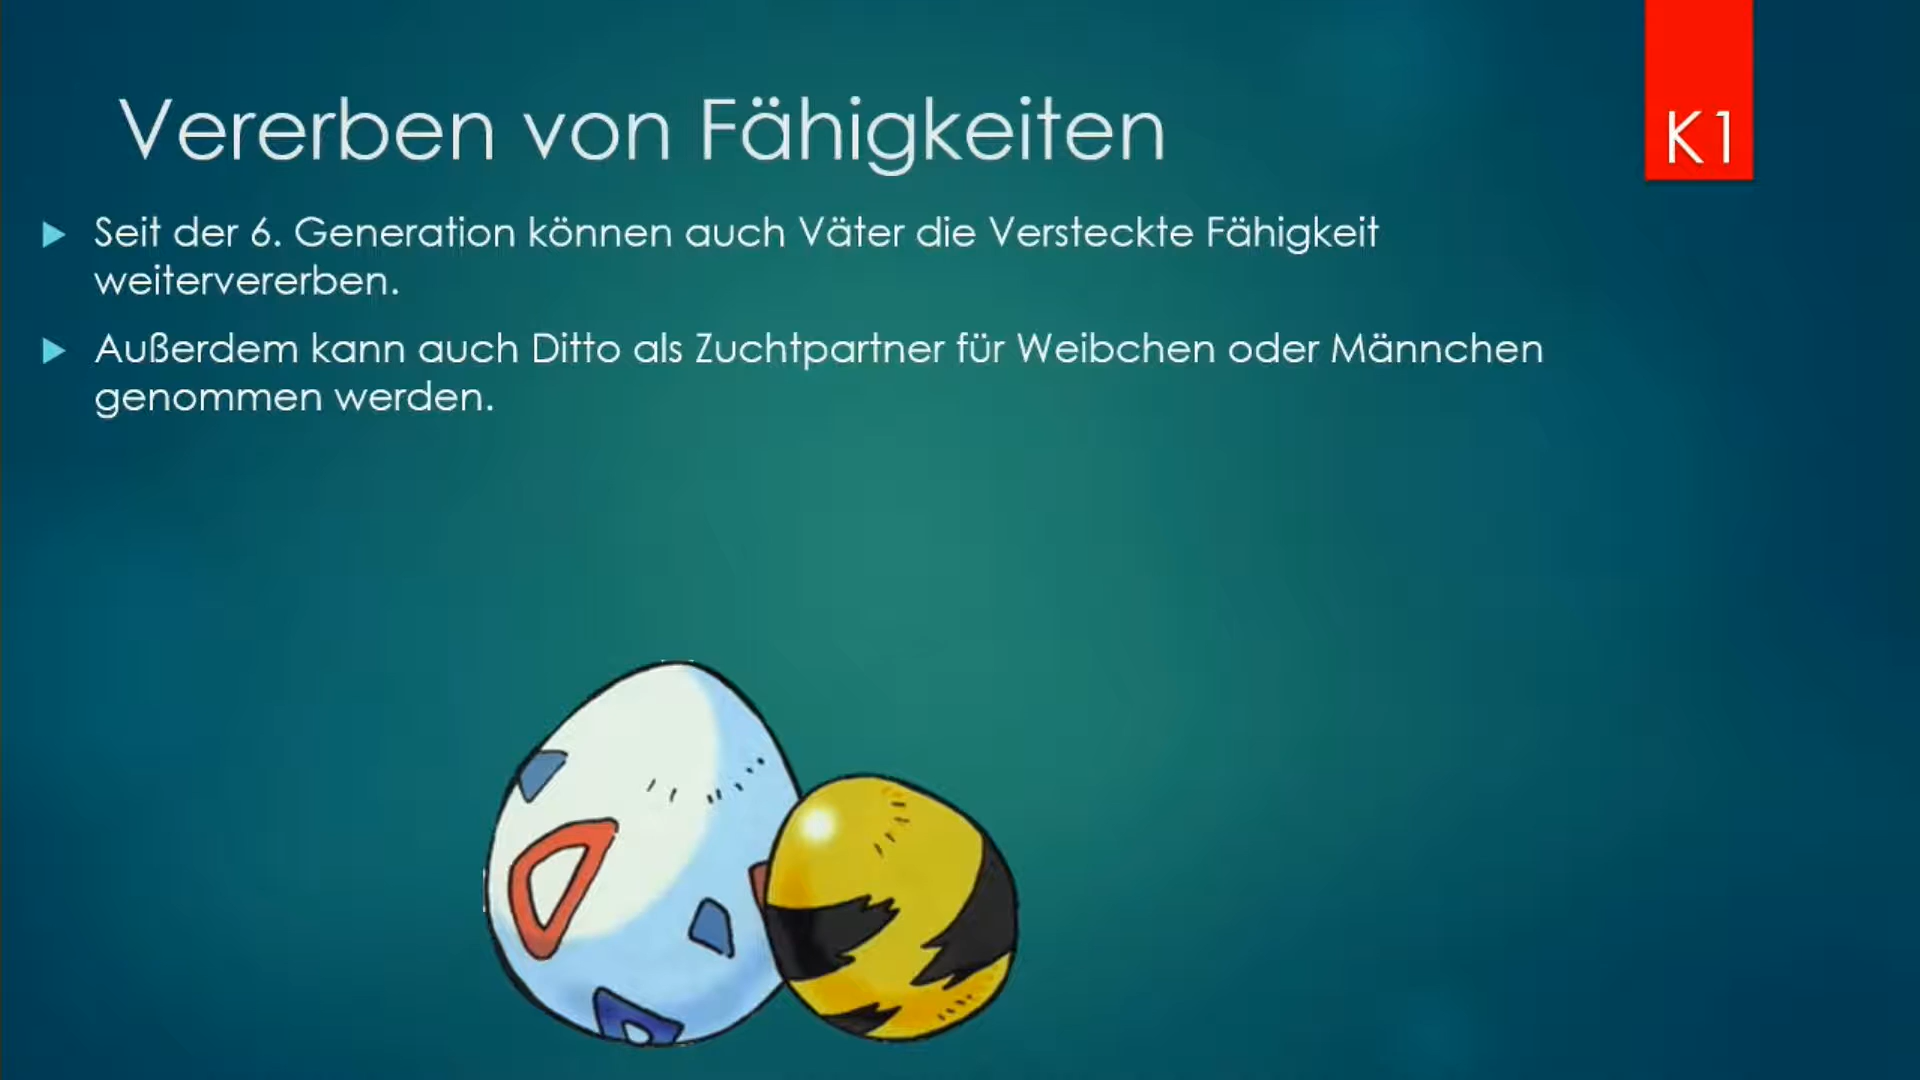 Vererben von Fähigkeiten
K1
Seit der 6. Generation können auch Väter die Versteckte Fähigkeit
weitervererben.
Außerdem kann auch Ditto als Zuchtpartner für Weibchen oder Männchen
genommen werden.